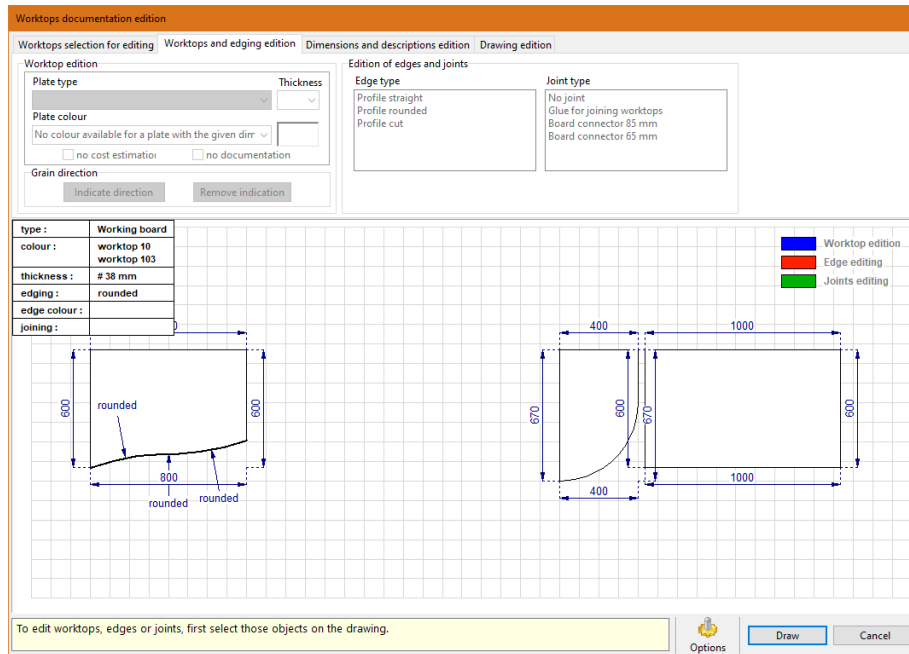 Worktops documentation edition
Worktops selection for editing Worktops and edging edition Dimensions and descriptions edition Drawing edition
Worktop edition
Plate type Thickness
Plate colour
No colour available for a plate with the given dim
no cost estimation no documentation
Grain direction
Indicate direction Remove indication
Edition of edges and joints
Edge type
Profile straight
Profile rounded
Profile cut
Joint type
No joint
Glue for joining worktops
Board connector 85 mm
Board connector 65 mm
type : Working board
colour : worktop 10
worktop 103
thickness : # 38 mm
edging : rounded
edge colour :
joining :
Worktop edition
Edge editing
Joints editing
600
rounded
600
800
rounded
rounded
400
1000
670
600
670
600
400
1000
To edit worktops, edges or joints, first select those objects on the drawing.
Options
Draw
Cancel